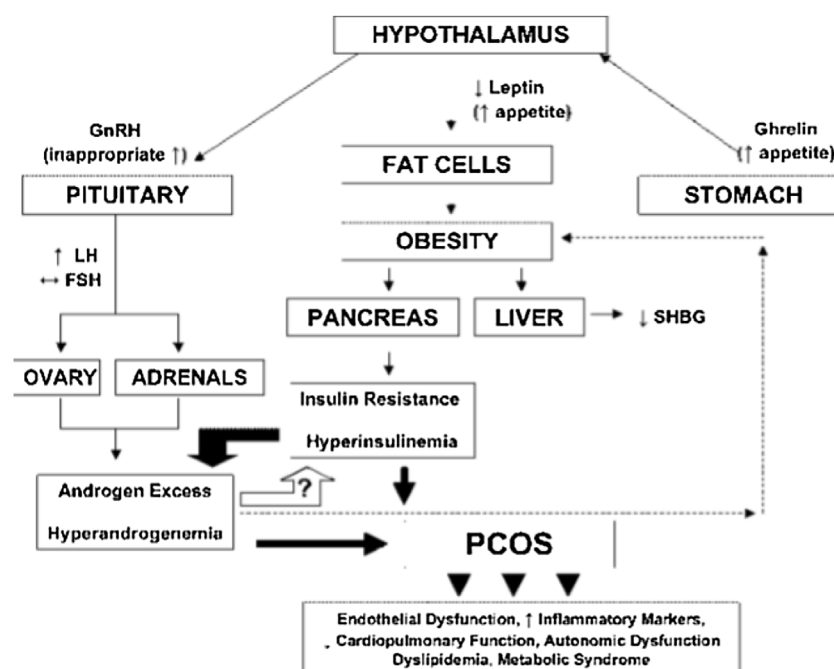 HYPOTHALAMUS
↓ Leptin
(↑ appetite)
GnRH
(inappropriate ↑)
Ghrelin
(↑ appetite)
FAT CELLS
PITUITARY
STOMACH
OBESITY
↑ LH
↔ FSH
PANCREAS
LIVER
↓ SHBG
OVARY
ADRENALS
Insulin Resistance
Hyperinsulinemia
?
Androgen Excess
Hyperandrogenemia
PCOS
Endothelial Dysfunction, ↑ Inflammatory Markers,
Cardiopulmonary Function, Autonomic Dysfunction
Dyslipidemia, Metabolic Syndrome